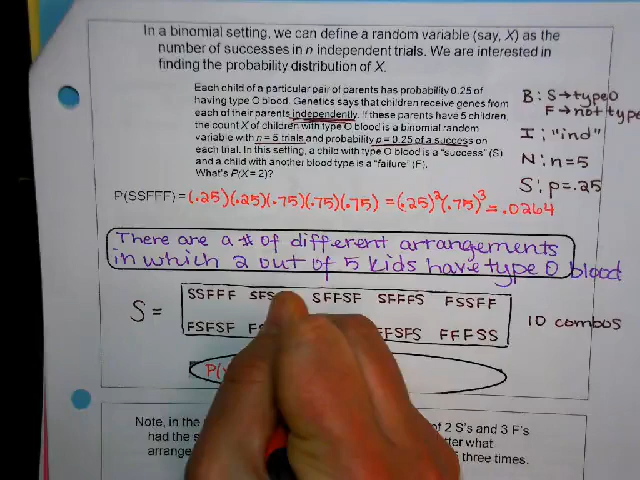 In a binomial setting, we can define a random variable (say, X) as the
number of successes in n independent trials. We are interested in
finding the probability distribution of X.
Each child of a particular pair of parents has probability 0.25 of
having type O blood. Genetics says that children receive genes from
each of their parents independently. If these parents have 5 children,
the count X of children with type O blood is a binomial random
variable with n = 5 trials and probability p = 0.25 of a success on
each trial. In this setting, a child with type O blood is a "success" (S)
and a child with another blood type is a "failure" (F).
What's P(X = 2)?
B: S→type O
F→not type
I: "ind"
N: n=5
S: p=.25
P(SSFFF) = (.25)(.25)(.75)(.75)(.75) = (.25)²(.75)³ = .0264
There are a # of different arrangements
in which 2 out of 5 kids have type O blood
S =
SSFFF SFS SFFSF SFFFS FSSFF
FSFSF FS FFSFS FFFSS
10 combos
P(
Note, in the of 2 S's and 3 F's
had the s tter what
arrange 5 three times.